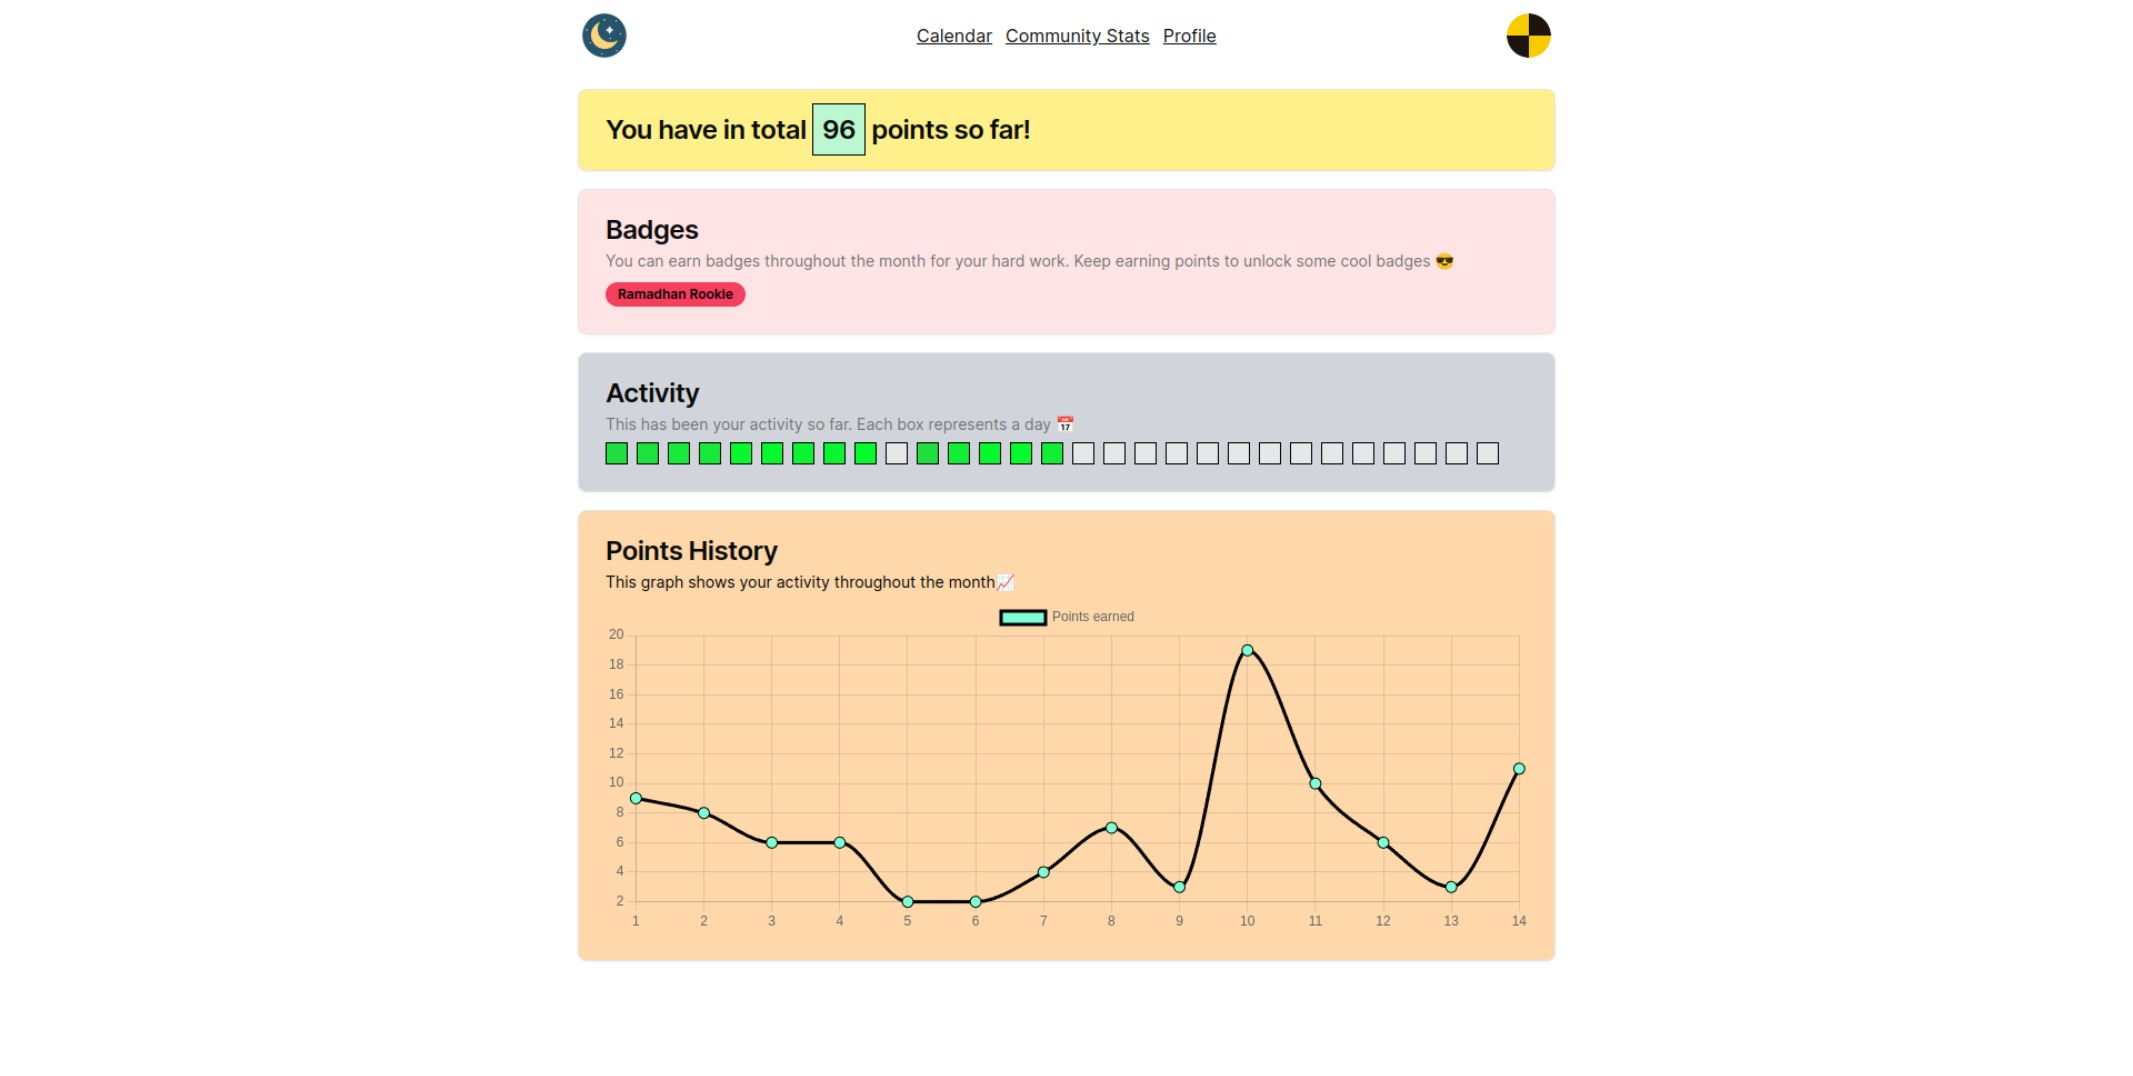 Calendar Community Stats Profile
You have in total 96 points so far!
Badges
You can earn badges throughout the month for your hard work. Keep earning points to unlock some cool badges 😎
Ramadhan Rookie
Activity
This has been your activity so far. Each box represents a day 📅
Points History
This graph shows your activity throughout the month📈
Points earned
20
18
16
14
12
10
8
6
4
2
1 2 3 4 5 6 7 8 9 10 11 12 13 14